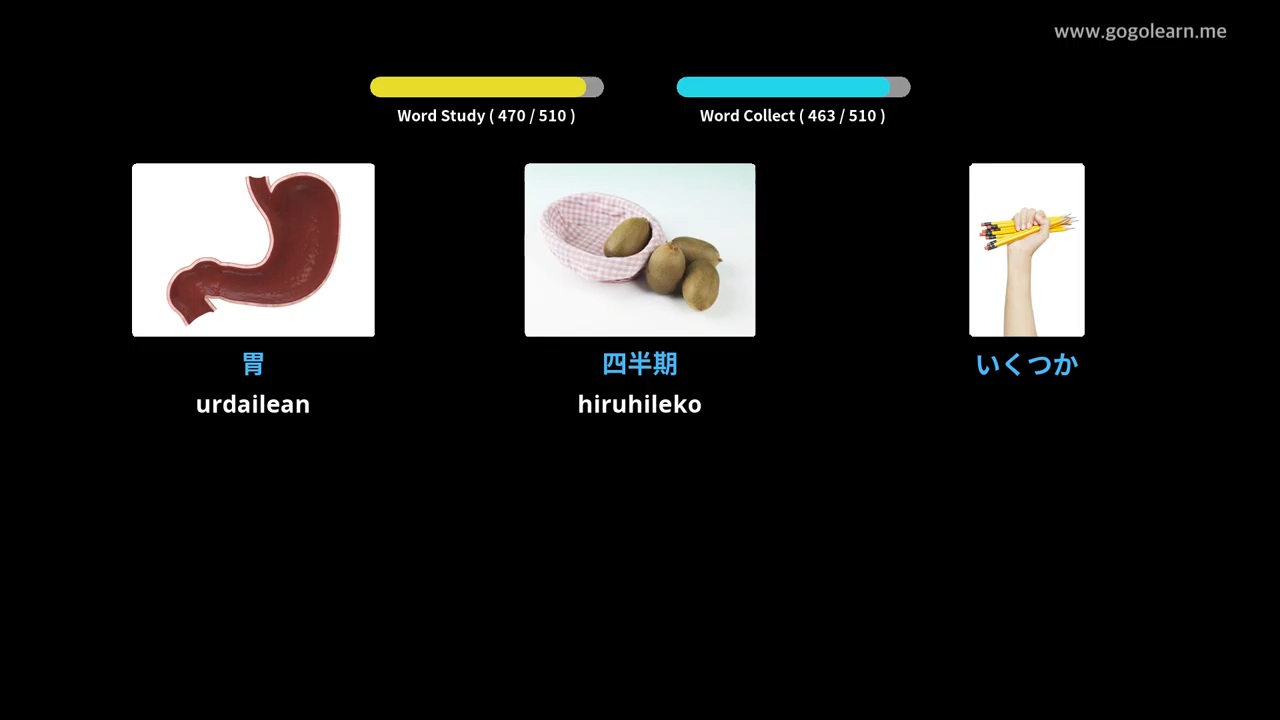 www.gogolearn.me
Word Study ( 470 / 510 )
Word Collect ( 463 / 510 )
胃
四半期
いくつか
urdailean
hiruhileko